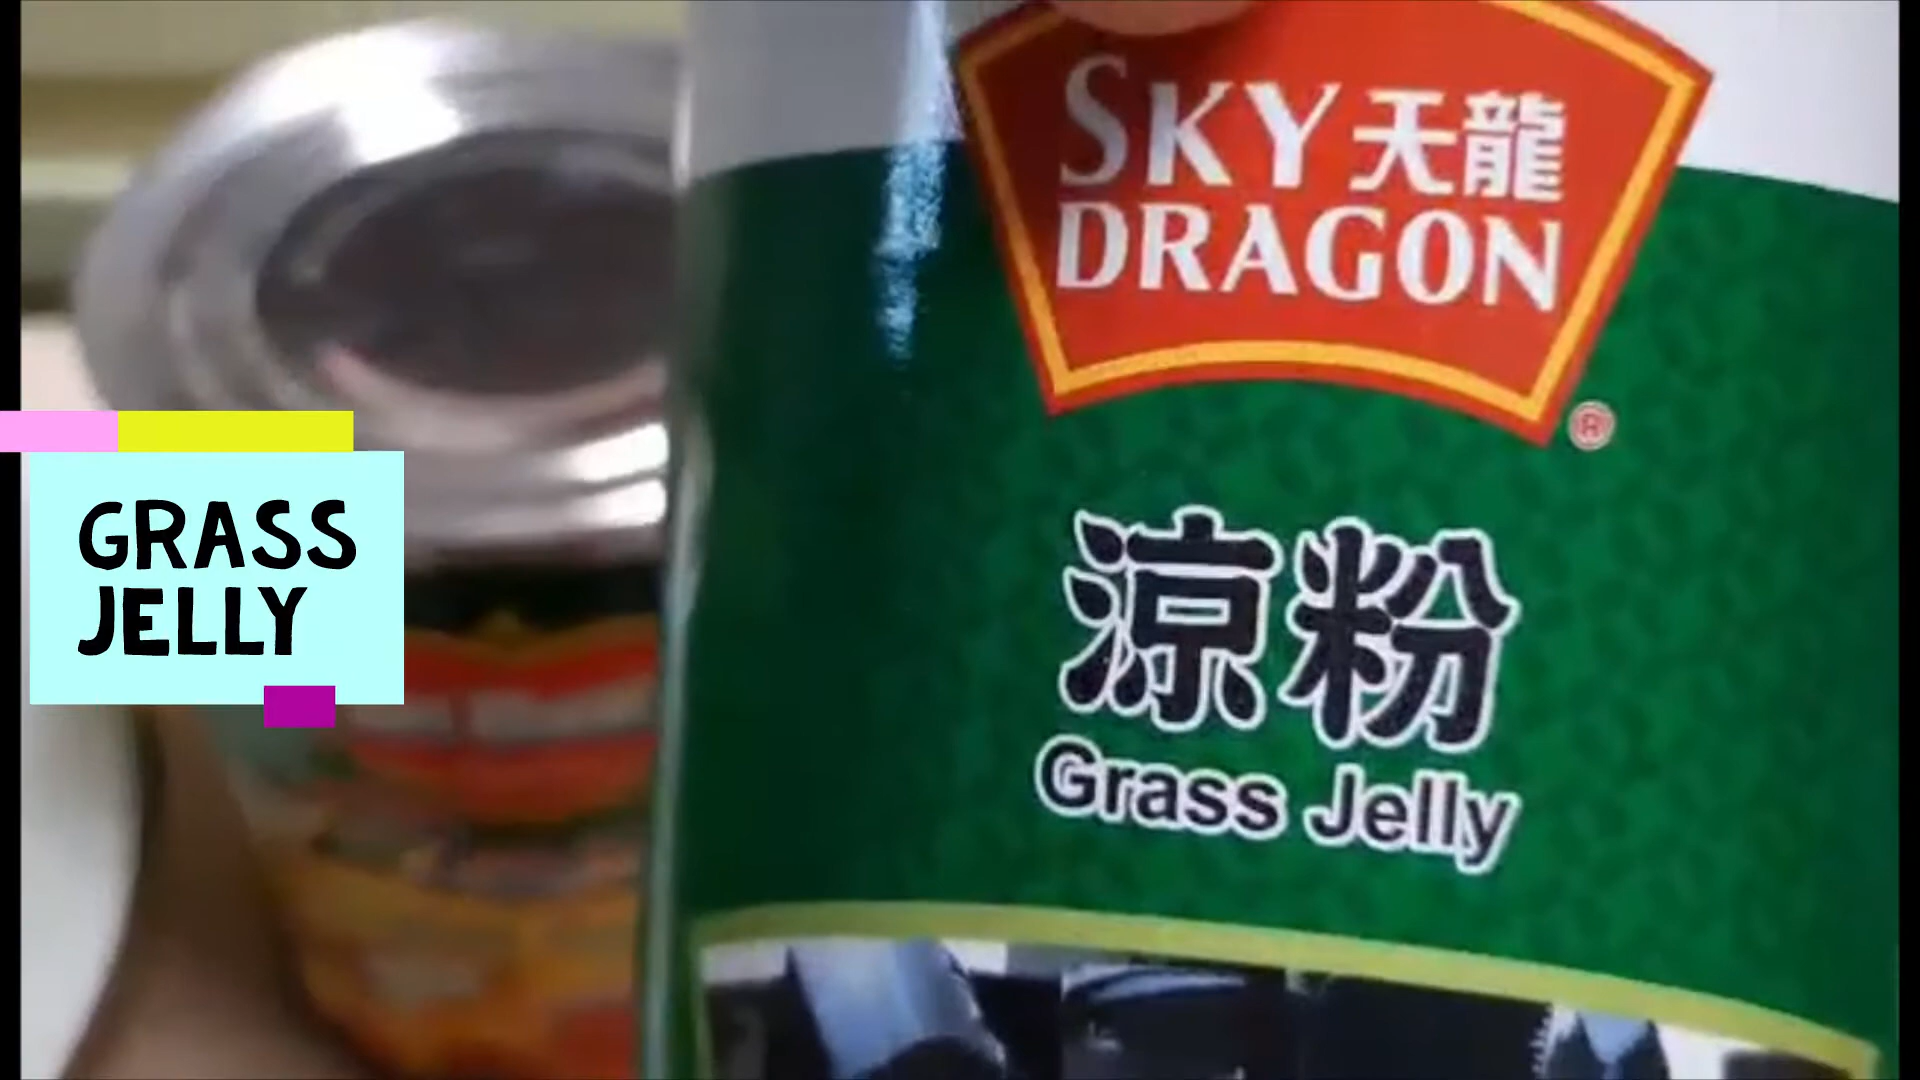 SKY 天龍
DRAGON
®
涼粉
Grass Jelly
GRASS
JELLY